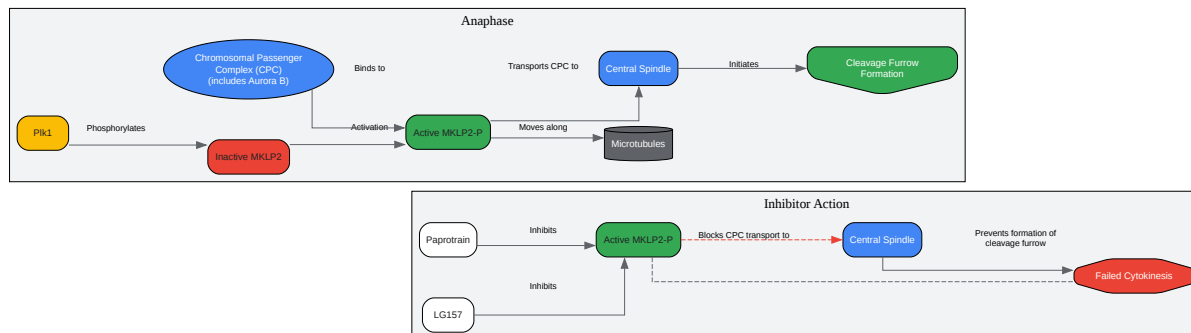 Anaphase
Chromosomal Passenger
Complex (CPC)
(includes Aurora B)
Binds to
Transports CPC to
Central Spindle
Initiates
Cleavage Furrow
Formation
Plk1
Phosphorylates
Inactive MKLP2
Activation
Active MKLP2-P
Moves along
Microtubules
Inhibitor Action
Paprotrain
Inhibits
Active MKLP2-P
Blocks CPC transport to
Central Spindle
Prevents formation of
cleavage furrow
Failed Cytokinesis
Inhibits
LG157